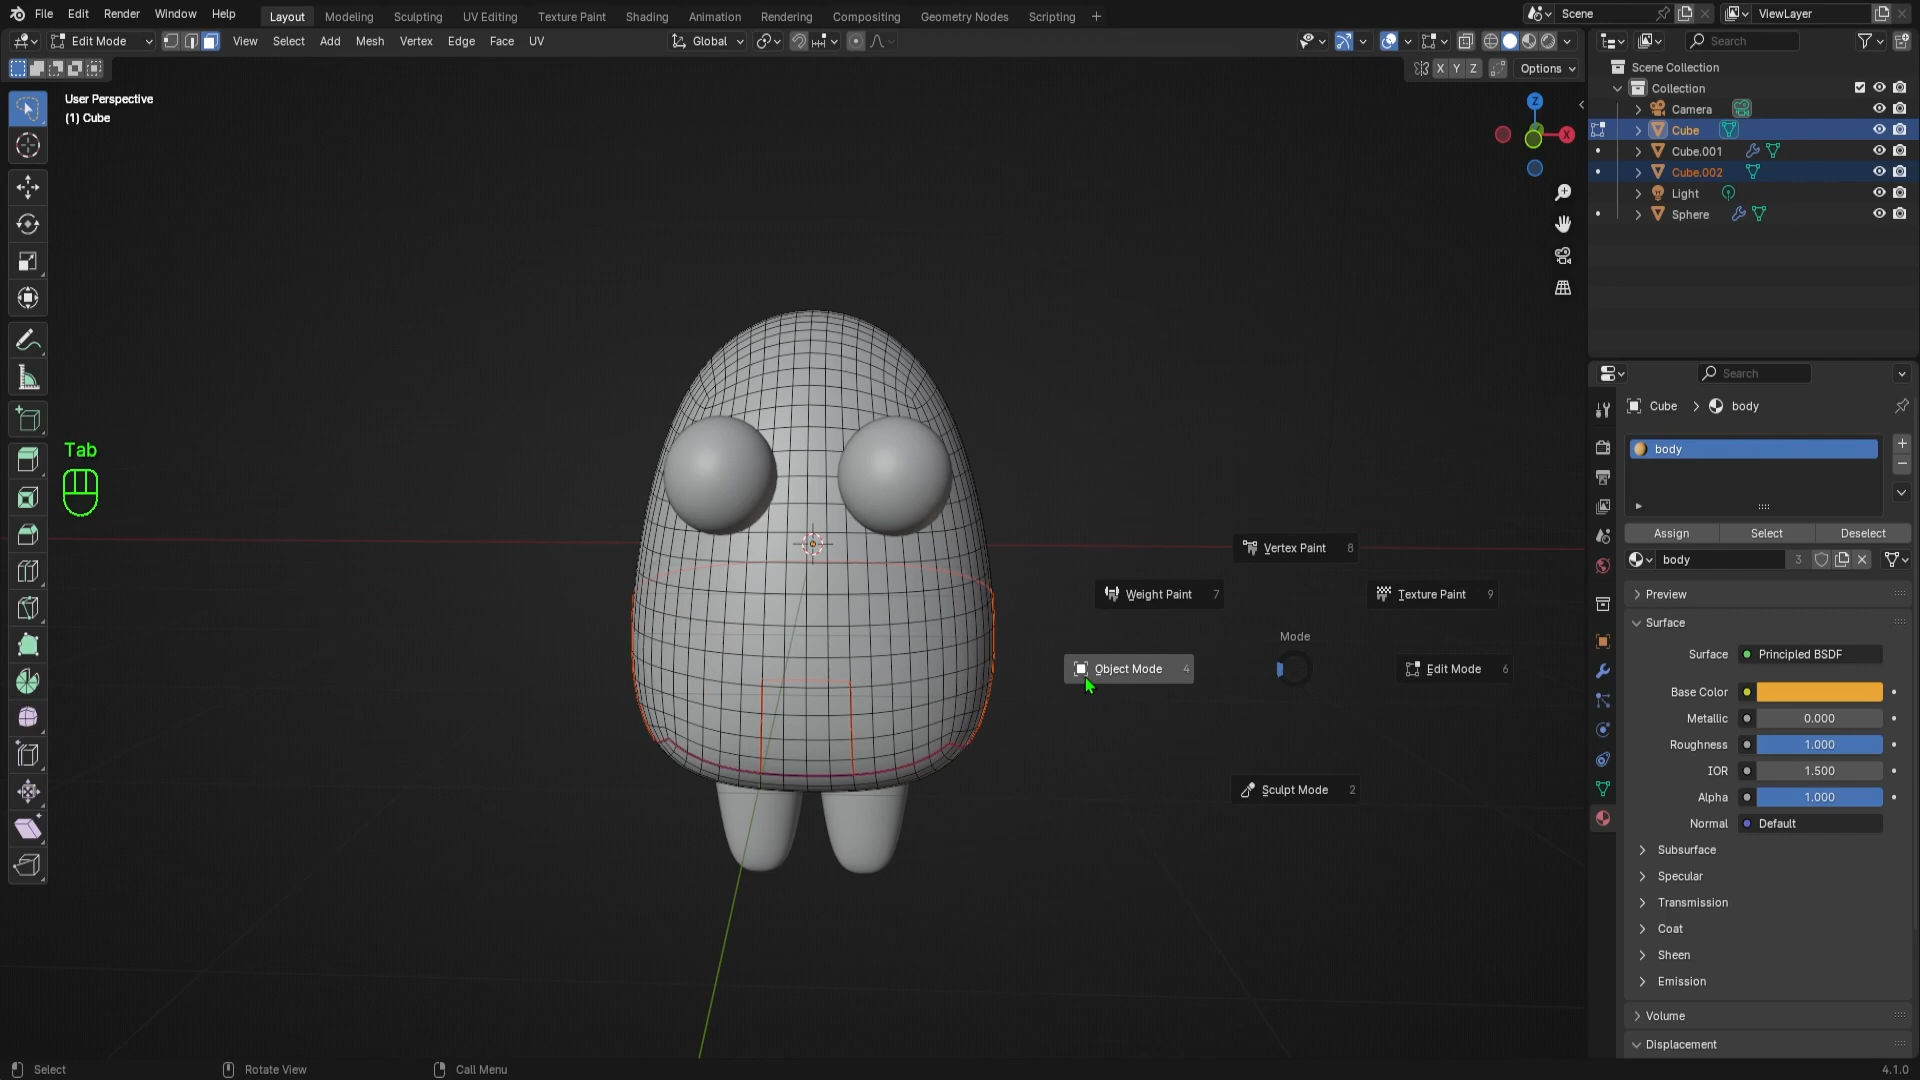 File Edit Render Window Help Layout Modeling Sculpting UV Editing Texture Paint Shading Animation Rendering Compositing Geometry Nodes Scripting + Scene ViewLayer
Edit Mode View Select Add Mesh Vertex Edge Face UV Global Search
X Y Z Options
User Perspective
(1) Cube
Z
X
Scene Collection
Collection
Camera
Cube
Cube.001
Cube.002
Light
Sphere
Search
Cube > body
body
Assign Select Deselect
body 3
Preview
Surface
Surface Principled BSDF
Base Color
Metallic 0.000
Roughness 1.000
IOR 1.500
Alpha 1.000
Normal Default
Subsurface
Specular
Transmission
Coat
Sheen
Emission
Volume
Displacement
Tab
Vertex Paint 8
Weight Paint 7
Texture Paint 9
Mode
Object Mode 4
Edit Mode 6
Sculpt Mode 2
Select Rotate View Call Menu 4.1.0